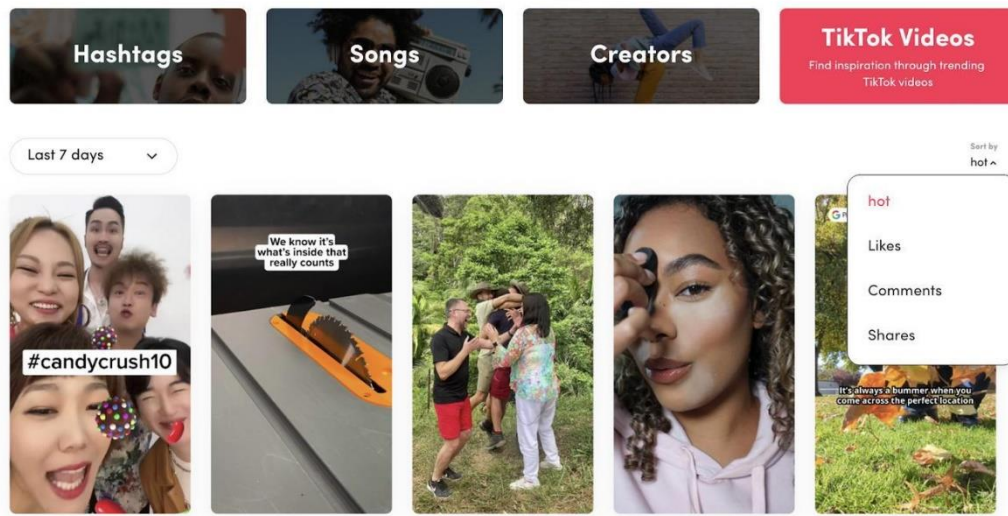 Hashtags
Songs
Creators
TikTok Videos
Find inspiration through trending
TikTok videos
Last 7 days
Sort by
hot
hot
Likes
Comments
Shares
#candycrush10
We know it's
what's inside that
really counts
It's always a bummer when you
come across the perfect location